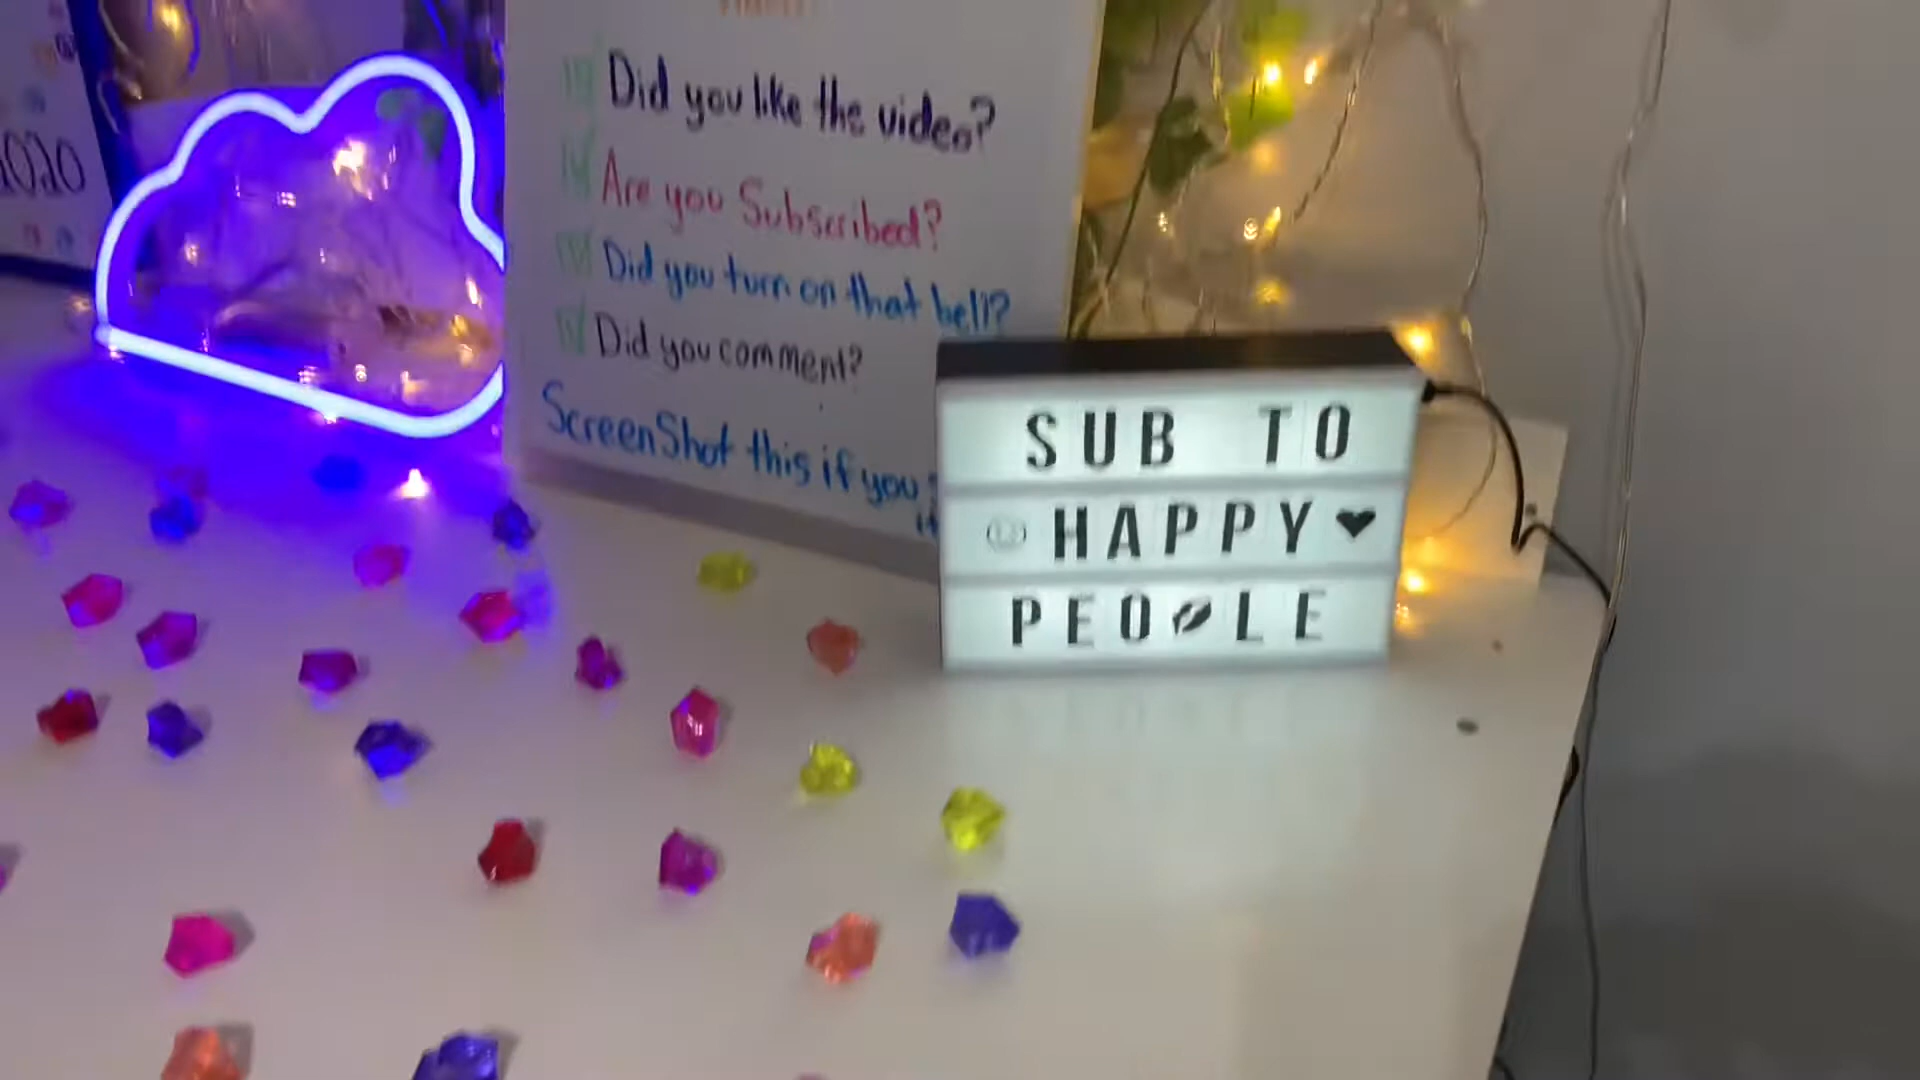 Did you like the video?
Are you Subscribed?
Did you turn on that bell?
Did you comment?
ScreenShot this if you
SUB TO
HAPPY
PEOLE